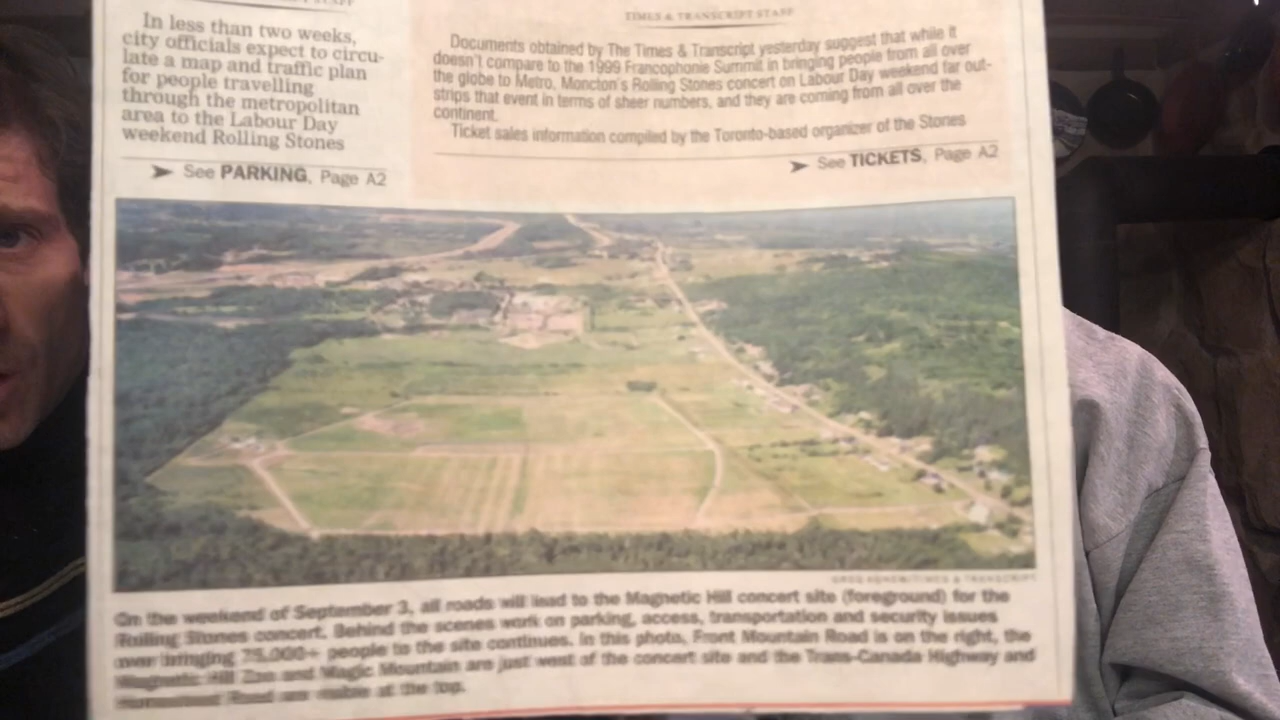 In less than two weeks,
city officials expect to circu-
late a map and traffic plan
for people travelling
through the metropolitan
area to the Labour Day
weekend Rolling Stones
➤ See PARKING, Page A2
TIMES & TRANSCRIPT STAFF
Documents obtained by The Times & Transcript yesterday suggest that while it
doesn't compare to the 1999 Francophonie Summit in bringing people from all over
the globe to Metro, Moncton's Rolling Stones concert on Labour Day weekend far out-
strips that event in terms of sheer numbers, and they are coming from all over the
continent.
Ticket sales information compiled by the Toronto-based organizer of the Stones
➤ See TICKETS, Page A2
TIMES & TRANSCRIPT
On the weekend of September 3, all roads will lead to the Magnetic Hill concert site (foreground) for the
Rolling Stones concert. Behind the scenes work on parking, access, transportation and security issues
over bringing 75,000+ people to the site continues. In this photo, Front Mountain Road is on the right, the
Magnetic Hill Zoo and Magic Mountain are just west of the concert site and the Trans-Canada Highway and
Road are visible at the top.